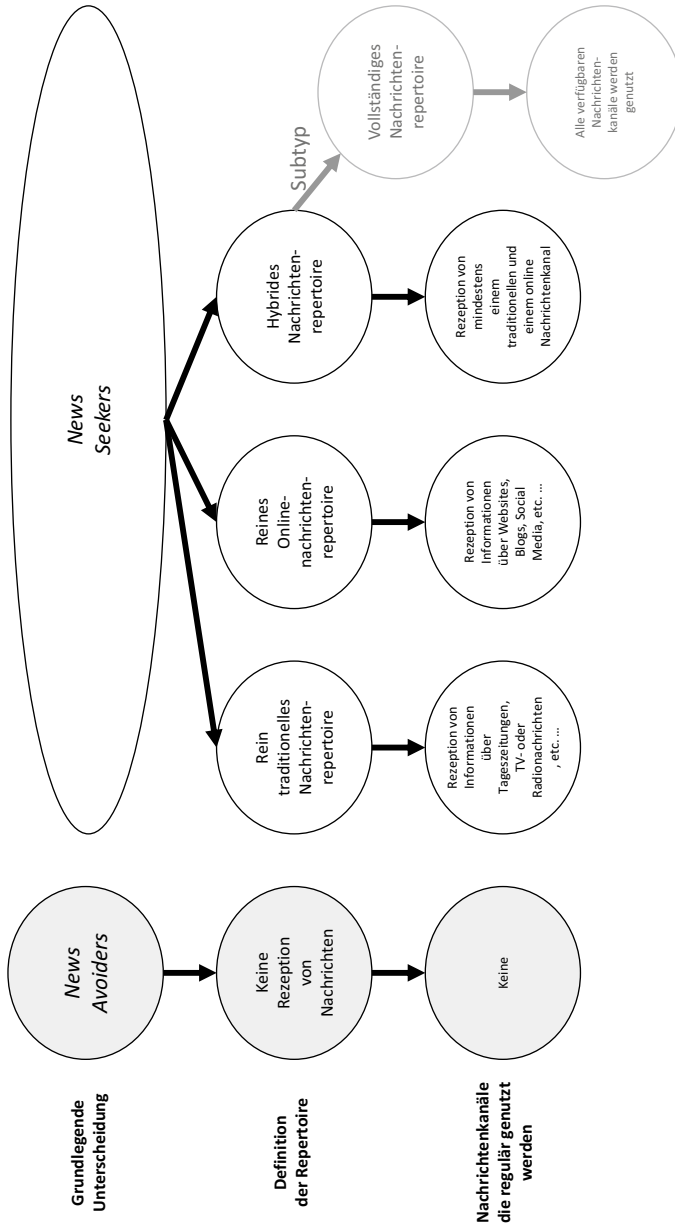 Grundlegende
Unterscheidung
News
Avoiders
News
Seekers
Definition
der Repertoire
Keine
Rezeption
von
Nachrichten
Rein
traditionelles
Nachrichten-
repertoire
Reines
Online-
nachrichten-
repertoire
Hybrides
Nachrichten-
repertoire
Subtyp
Vollständiges
Nachrichten-
repertoire
Nachrichtenkanäle
die regulär genutzt
werden
Keine
Rezeption von
Informationen
über
Tageszeitungen,
TV- oder
Radionachrichten
, etc. ...
Rezeption von
Informationen
über Websites,
Blogs, Social
Media, etc. ...
Rezeption von
mindestens
einem
traditionellen und
einem online
Nachrichtenkanal
Alle verfügbaren
Nachrichten-
kanäle werden
genutzt